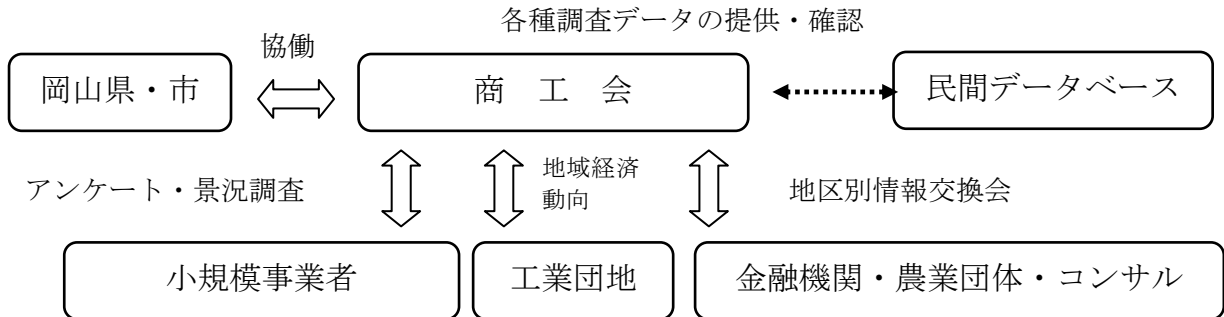 各種調査データの提供・確認
協働
岡山県・市
商 工 会
民間データベース
アンケート・景況調査
地域経済
動向
地区別情報交換会
小規模事業者
工業団地
金融機関・農業団体・コンサル